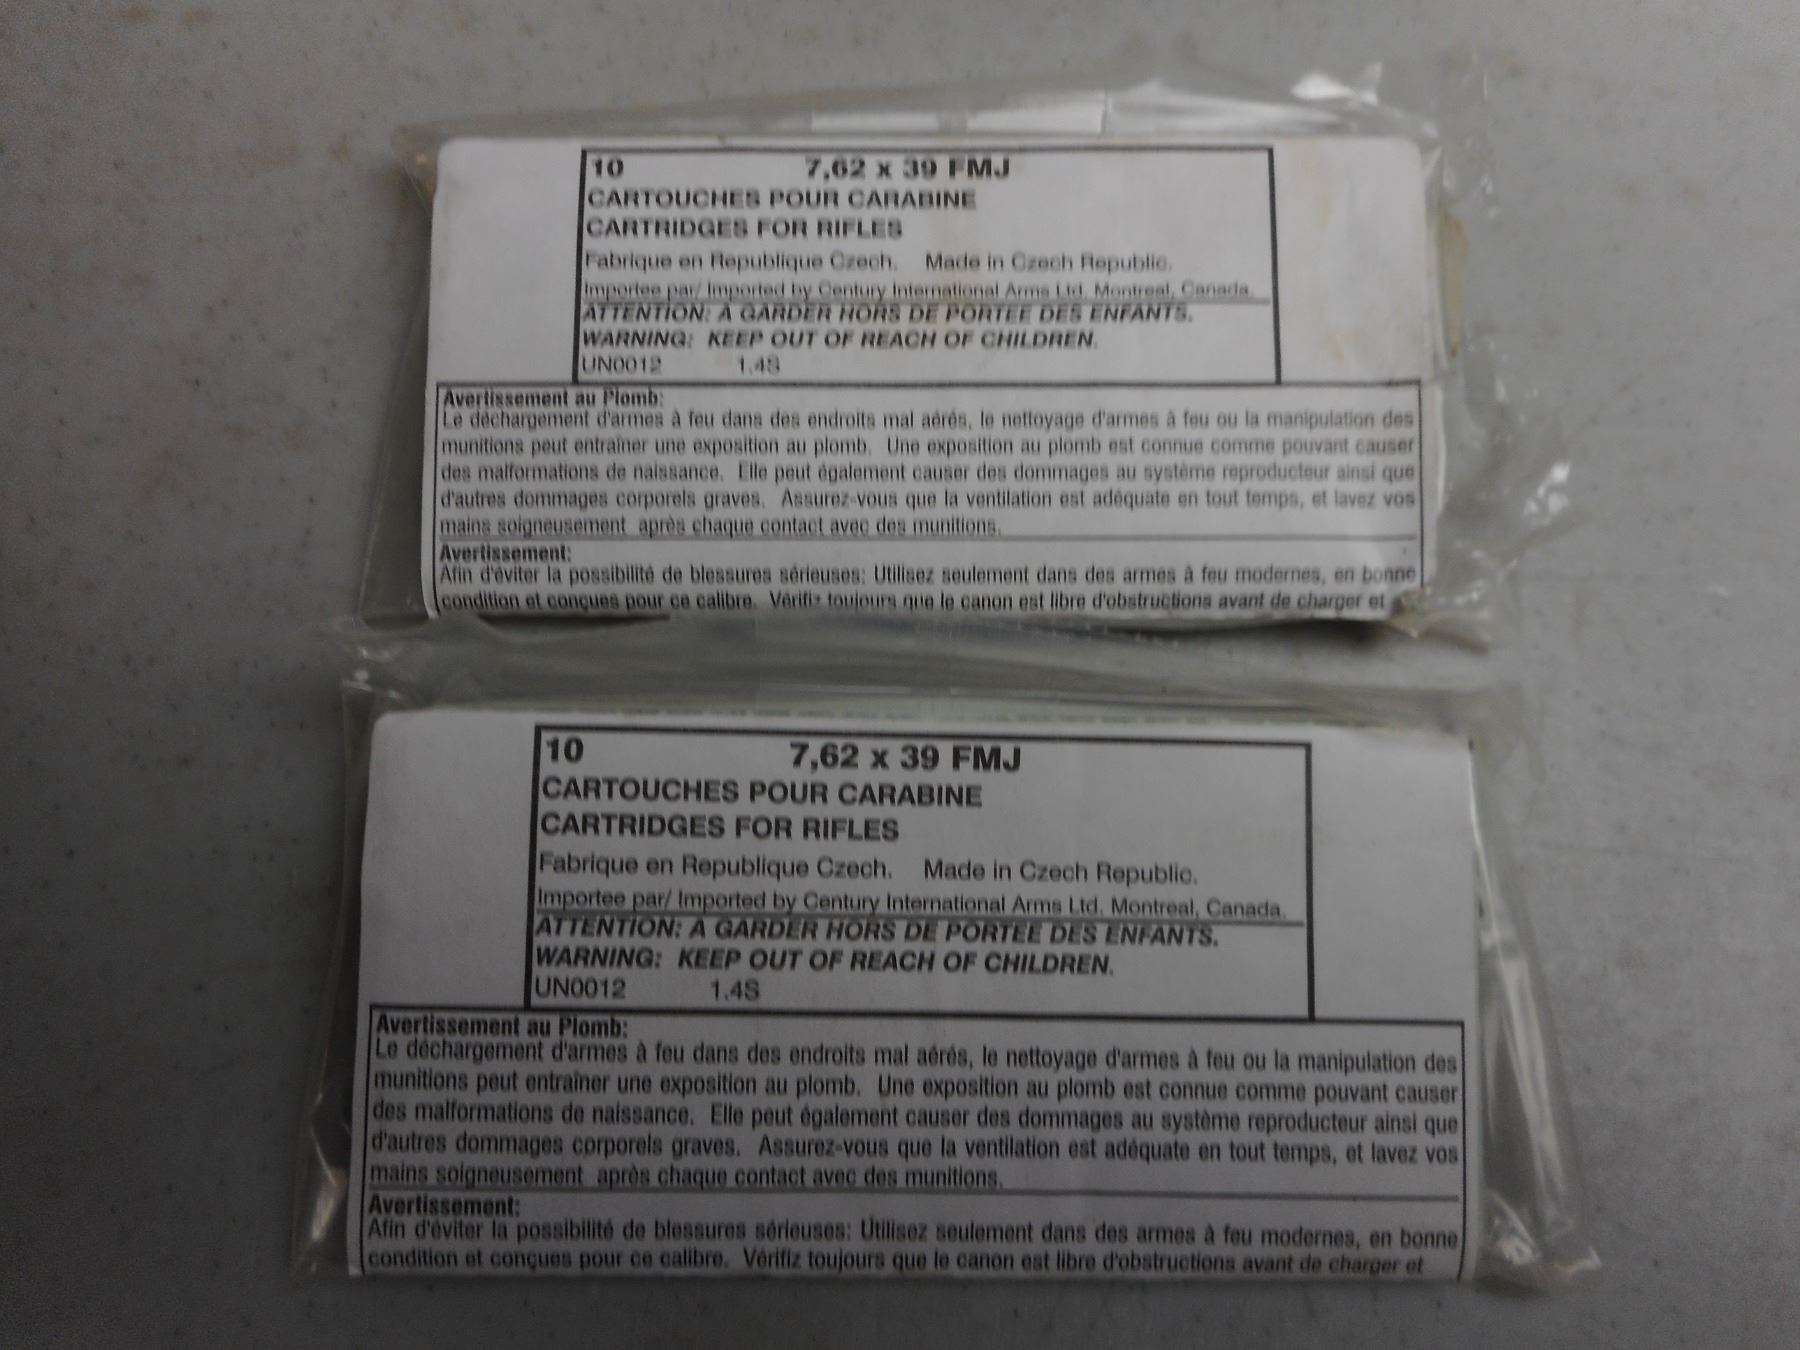 10 7,62 x 39 FMJ
CARTOUCHES POUR CARABINE
CARTRIDGES FOR RIFLES
Fabrique en Republique Czech. Made in Czech Republic.
Importee par/ Imported by Century International Arms Ltd. Montreal, Canada.
ATTENTION: A GARDER HORS DE PORTEE DES ENFANTS.
WARNING: KEEP OUT OF REACH OF CHILDREN.
UN0012 1.4S
Avertissement au Plomb:
Le déchargement d'armes à feu dans des endroits mal aérés, le nettoyage d'armes à feu ou la manipulation des
munitions peut entraîner une exposition au plomb. Une exposition au plomb est connue comme pouvant causer
des malformations de naissance. Elle peut également causer des dommages au système reproducteur ainsi que
d'autres dommages corporels graves. Assurez-vous que la ventilation est adéquate en tout temps, et lavez vos
mains soigneusement après chaque contact avec des munitions.
Avertissement:
Afin d'éviter la possibilité de blessures sérieuses: Utilisez seulement dans des armes à feu modernes, en bonne
condition et conçues pour ce calibre. Vérifiz toujours que le canon est libre d'obstructions avant de charger et
10 7,62 x 39 FMJ
CARTOUCHES POUR CARABINE
CARTRIDGES FOR RIFLES
Fabrique en Republique Czech. Made in Czech Republic.
Importee par/ Imported by Century International Arms Ltd. Montreal, Canada.
ATTENTION: A GARDER HORS DE PORTEE DES ENFANTS.
WARNING: KEEP OUT OF REACH OF CHILDREN.
UN0012 1.4S
Avertissement au Plomb:
Le déchargement d'armes à feu dans des endroits mal aérés, le nettoyage d'armes à feu ou la manipulation des
munitions peut entraîner une exposition au plomb. Une exposition au plomb est connue comme pouvant causer
des malformations de naissance. Elle peut également causer des dommages au système reproducteur ainsi que
d'autres dommages corporels graves. Assurez-vous que la ventilation est adéquate en tout temps, et lavez vos
mains soigneusement après chaque contact avec des munitions.
Avertissement:
Afin d'éviter la possibilité de blessures sérieuses: Utilisez seulement dans des armes à feu modernes, en bonne
condition et conçues pour ce calibre. Vérifiz toujours que le canon est libre d'obstructions avant de charger et